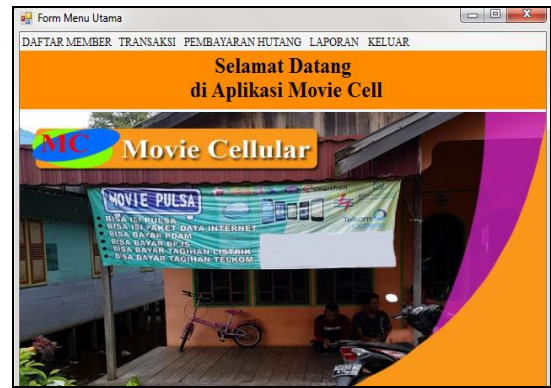 Form Menu Utama
DAFTAR MEMBER TRANSAKSI PEMBAYARAN HUTANG LAPORAN KELUAR
Selamat Datang
di Aplikasi Movie Cell
MC Movie Cellular
MOVIE PULSA
smartfren
Telkom
BISA ISI PULSA
BISA ISI PAKET DATA INTERNET
BISA BAYAR PDAM
BISA BAYAR BPJS
BISA BAYAR TAGIHAN LISTRIK
BISA BAYAR TAGIHAN TELKOM